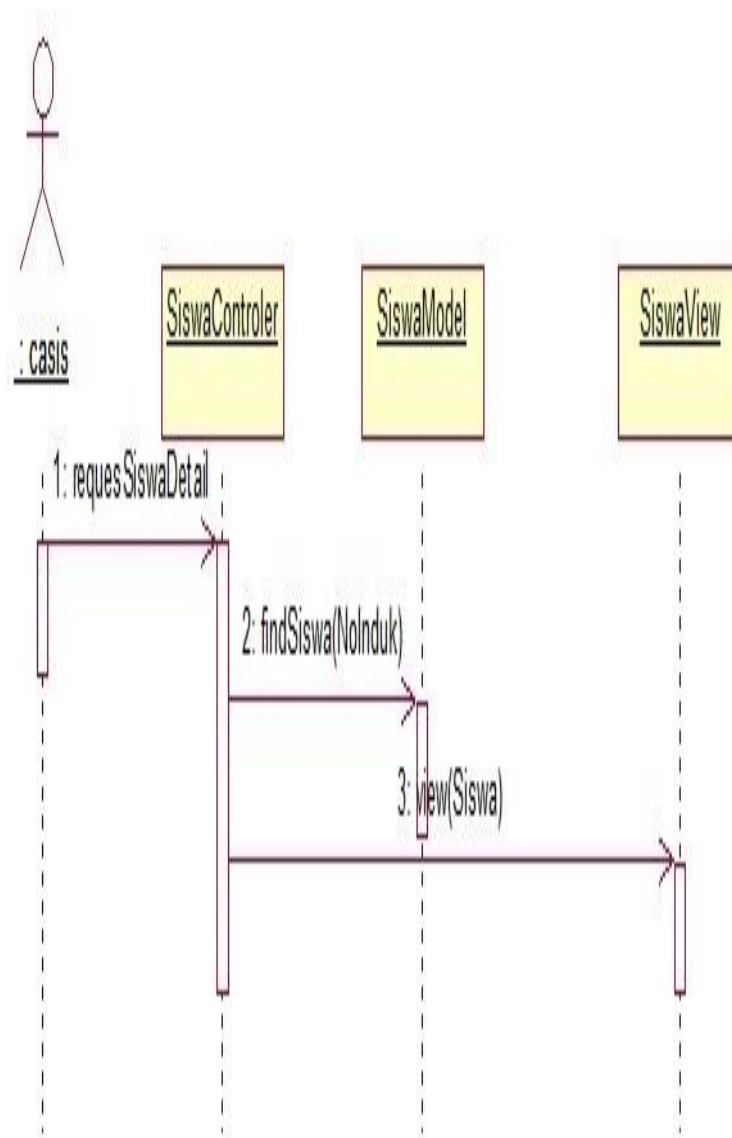 : casis
SiswaControler
SiswaModel
SiswaView
1: requesSiswaDetail
2: findSiswa(NoInduk)
3: view(Siswa)